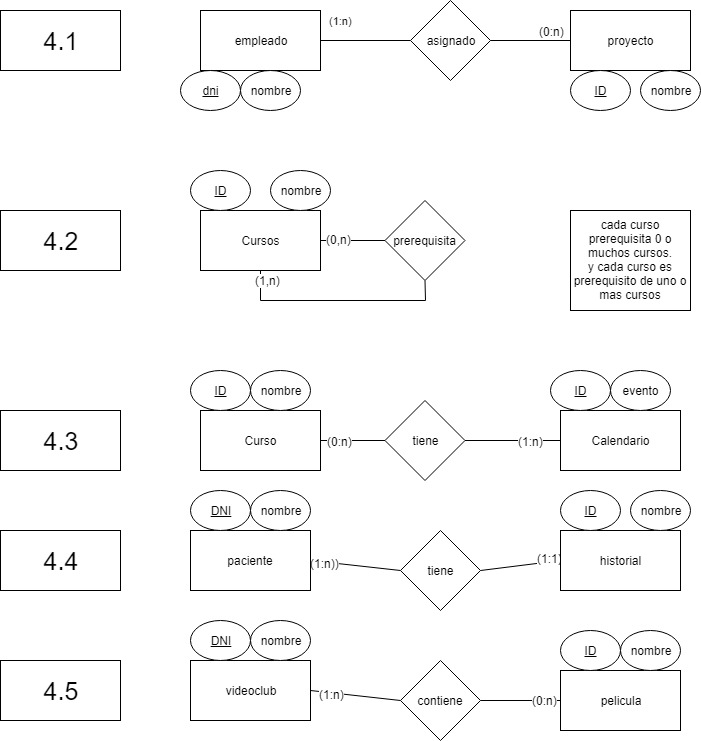 4.1
empleado
(1:n)
asignado
(0:n)
proyecto
dni
nombre
ID
nombre
ID
nombre
4.2
Cursos
(0,n)
prerequisita
(1,n)
cada curso
prerequisita 0 o
muchos cursos.
y cada curso es
prerequisito de uno o
mas cursos
ID
nombre
ID
evento
4.3
Curso
(0:n)
tiene
(1:n)
Calendario
DNI
nombre
ID
nombre
4.4
paciente
(1:n))
tiene
(1:1)
historial
DNI
nombre
ID
nombre
4.5
videoclub
(1:n)
contiene
(0:n)
pelicula